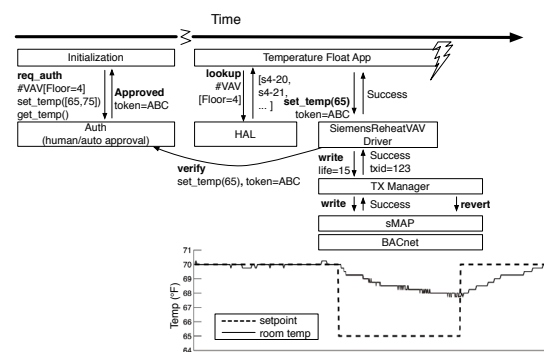 Time
Initialization
Temperature Float App
req_auth
#VAV[Floor=4]
set_temp([65,75])
get_temp()
Approved
token=ABC
lookup
#VAV
[Floor=4]
[s4-20,
s4-21,
... ]
set_temp(65)
token=ABC
Success
Auth
(human/auto approval)
HAL
SiemensReheatVAV
Driver
verify
set_temp(65), token=ABC
write
life=15
Success
txid=123
TX Manager
write
Success
revert
sMAP
BACnet
71
70
69
68
67
66
65
64
Temp (°F)
setpoint
room temp